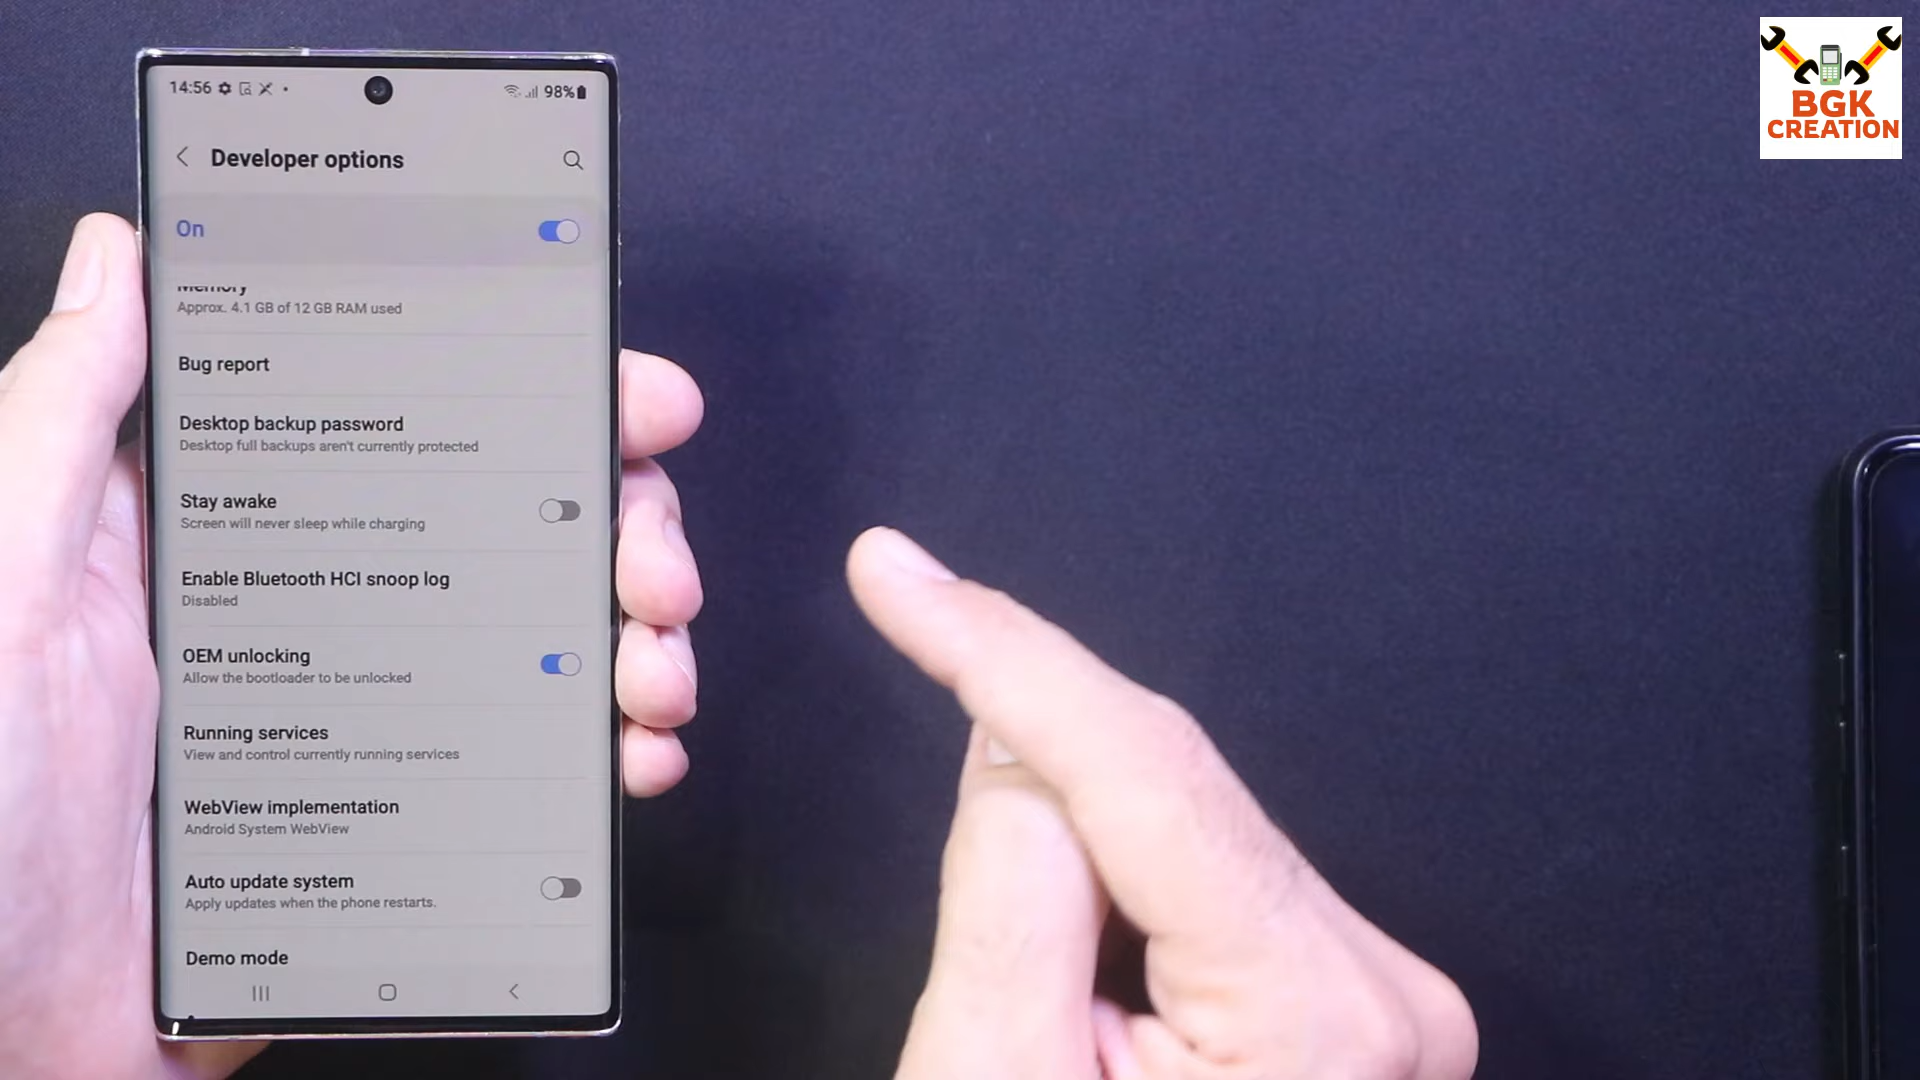 14:56
98%
Developer options
On
Memory
Approx. 4.1 GB of 12 GB RAM used
Bug report
Desktop backup password
Desktop full backups aren't currently protected
Stay awake
Screen will never sleep while charging
Enable Bluetooth HCI snoop log
Disabled
OEM unlocking
Allow the bootloader to be unlocked
Running services
View and control currently running services
WebView implementation
Android System WebView
Auto update system
Apply updates when the phone restarts.
Demo mode
BGK
CREATION